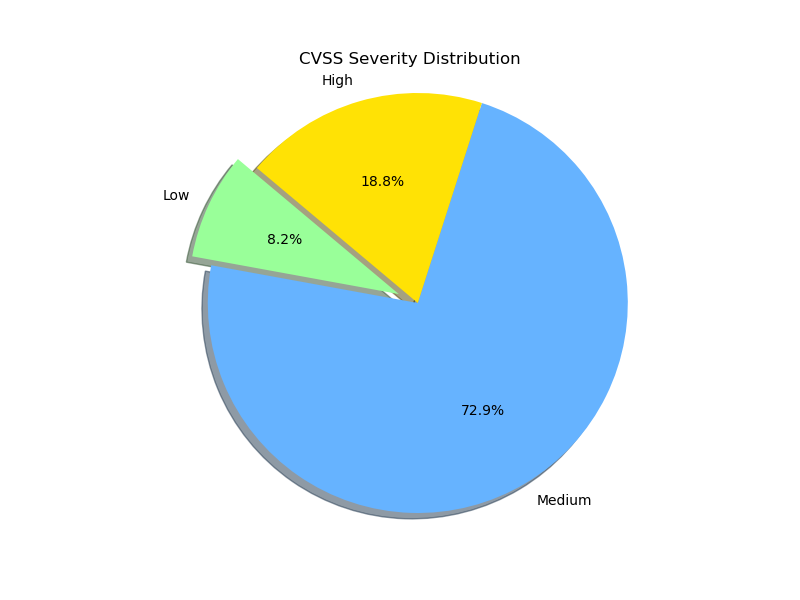 CVSS Severity Distribution
High
18.8%
Low
8.2%
72.9%
Medium